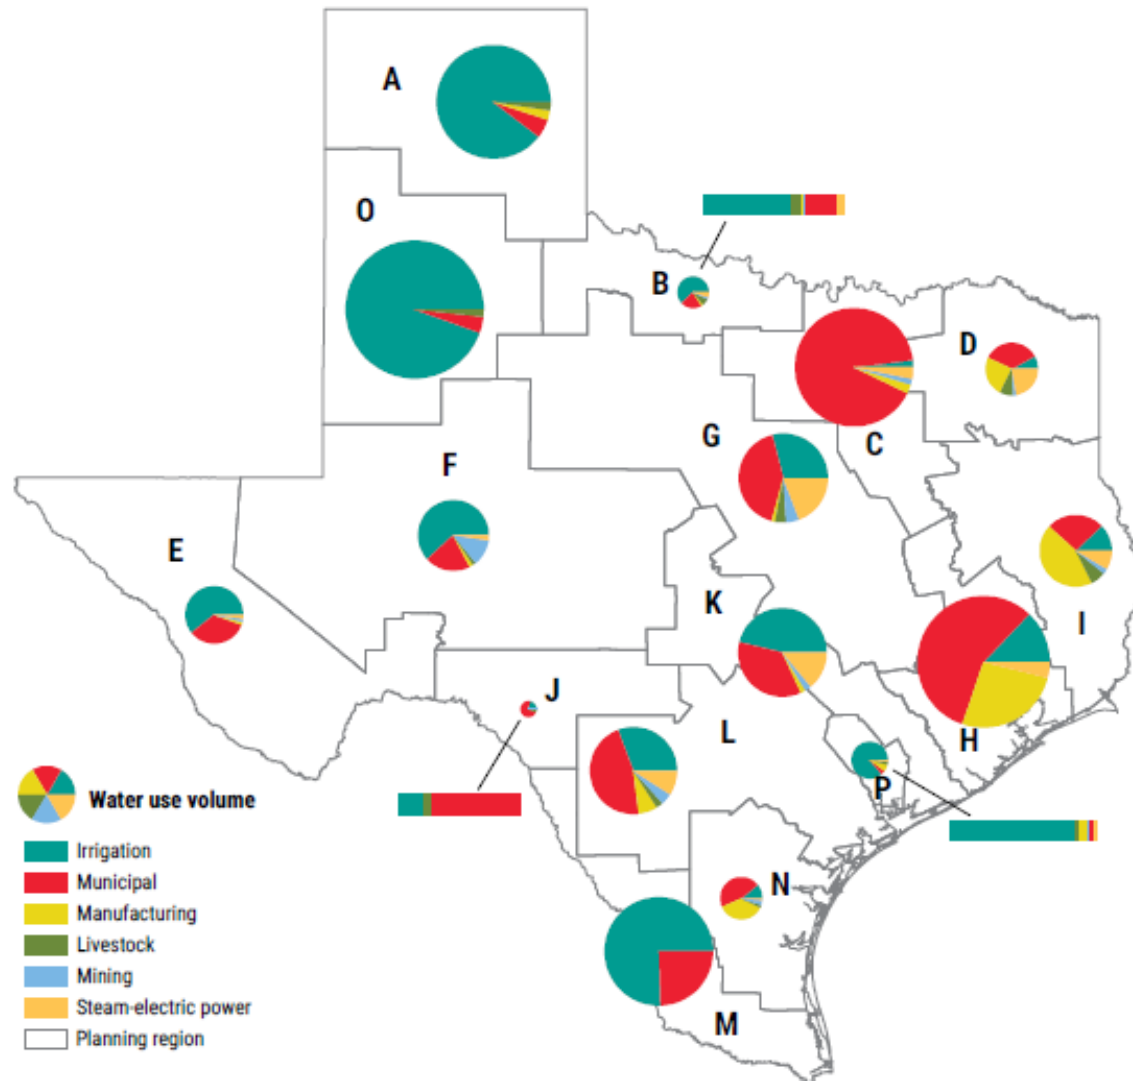 A
O
B
D
C
G
F
E
K
I
J
L
H
P
N
M
Water use volume
Irrigation
Municipal
Manufacturing
Livestock
Mining
Steam-electric power
Planning region